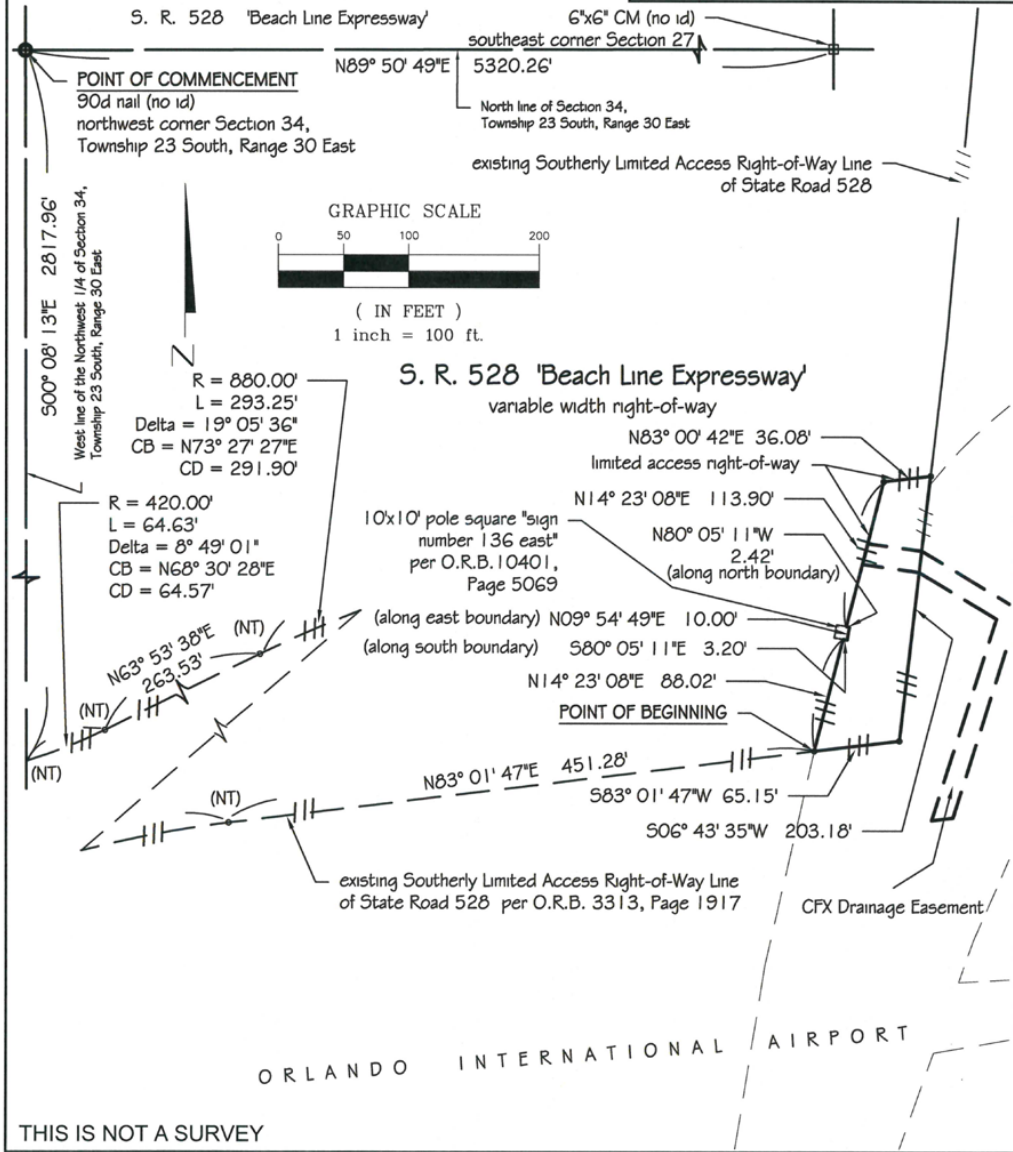 S. R. 528 'Beach Line Expressway'
6"x6" CM (no id)
southeast corner Section 27
N89° 50' 49"E 5320.26'
POINT OF COMMENCEMENT
90d nail (no id)
northwest corner Section 34,
Township 23 South, Range 30 East
North line of Section 34,
Township 23 South, Range 30 East
existing Southerly Limited Access Right-of-Way Line
of State Road 528
S00° 08' 13"E 2817.96'
West line of the Northwest 1/4 of Section 34,
Township 23 South, Range 30 East
GRAPHIC SCALE
0 50 100 200
( IN FEET )
1 inch = 100 ft.
N
S. R. 528 'Beach Line Expressway'
variable width right-of-way
R = 880.00'
L = 293.25'
Delta = 19° 05' 36"
CB = N73° 27' 27"E
CD = 291.90'
R = 420.00'
L = 64.63'
Delta = 8° 49' 01"
CB = N68° 30' 28"E
CD = 64.57'
N83° 00' 42"E 36.08'
limited access right-of-way
N14° 23' 08"E 113.90'
10'x10' pole square "sign
number 136 east"
per O.R.B.10401,
Page 5069
N80° 05' 11"W
2.42'
(along north boundary)
(along east boundary) N09° 54' 49"E 10.00'
(along south boundary) S80° 05' 11"E 3.20'
N14° 23' 08"E 88.02'
POINT OF BEGINNING
N63° 53' 38"E
263.53'
(NT)
(NT)
(NT)
(NT)
N83° 01' 47"E 451.28'
S83° 01' 47"W 65.15'
S06° 43' 35"W 203.18'
existing Southerly Limited Access Right-of-Way Line
of State Road 528 per O.R.B. 3313, Page 1917
CFX Drainage Easement
ORLANDO INTERNATIONAL AIRPORT
THIS IS NOT A SURVEY